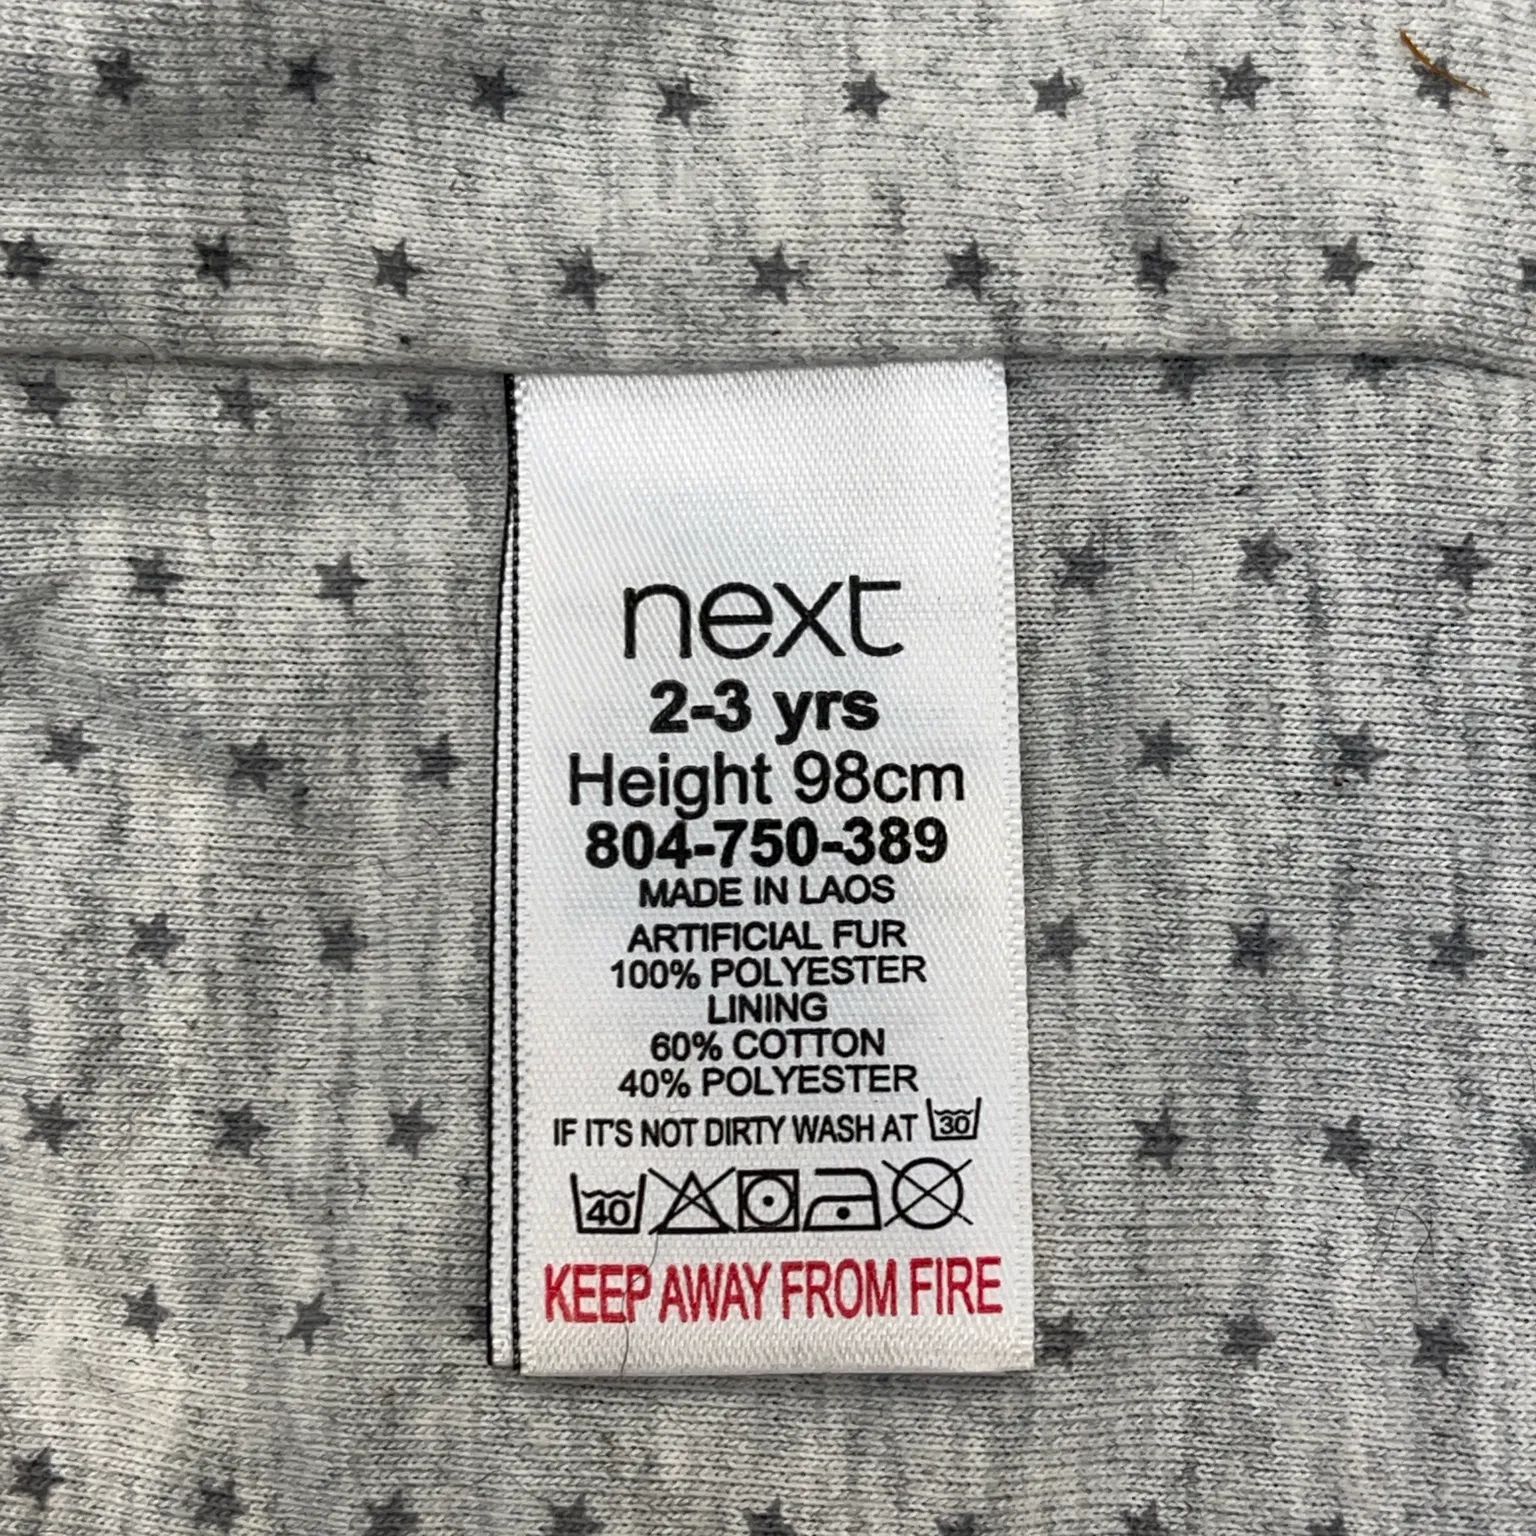 next
2-3 yrs
Height 98cm
804-750-389
MADE IN LAOS
ARTIFICIAL FUR
100% POLYESTER
LINING
60% COTTON
40% POLYESTER
IF IT'S NOT DIRTY WASH AT 30
40
KEEP AWAY FROM FIRE